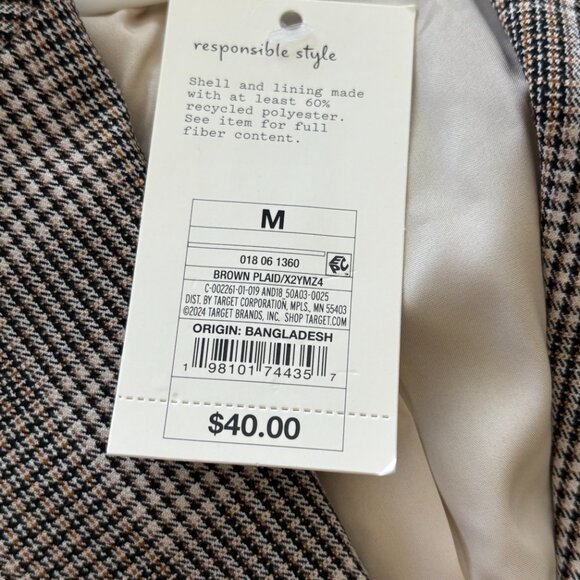 responsible style
Shell and lining made
with at least 60%
recycled polyester.
See item for full
fiber content.
M
018 06 1360
BROWN PLAID/X2YMZ4
C-002261-01-019 AND18_50A03-0025
DIST. BY TARGET CORPORATION, MPLS., MN 55403
©2024 TARGET BRANDS, INC. SHOP TARGET.COM
ORIGIN: BANGLADESH
1 98101 74435 7
$40.00